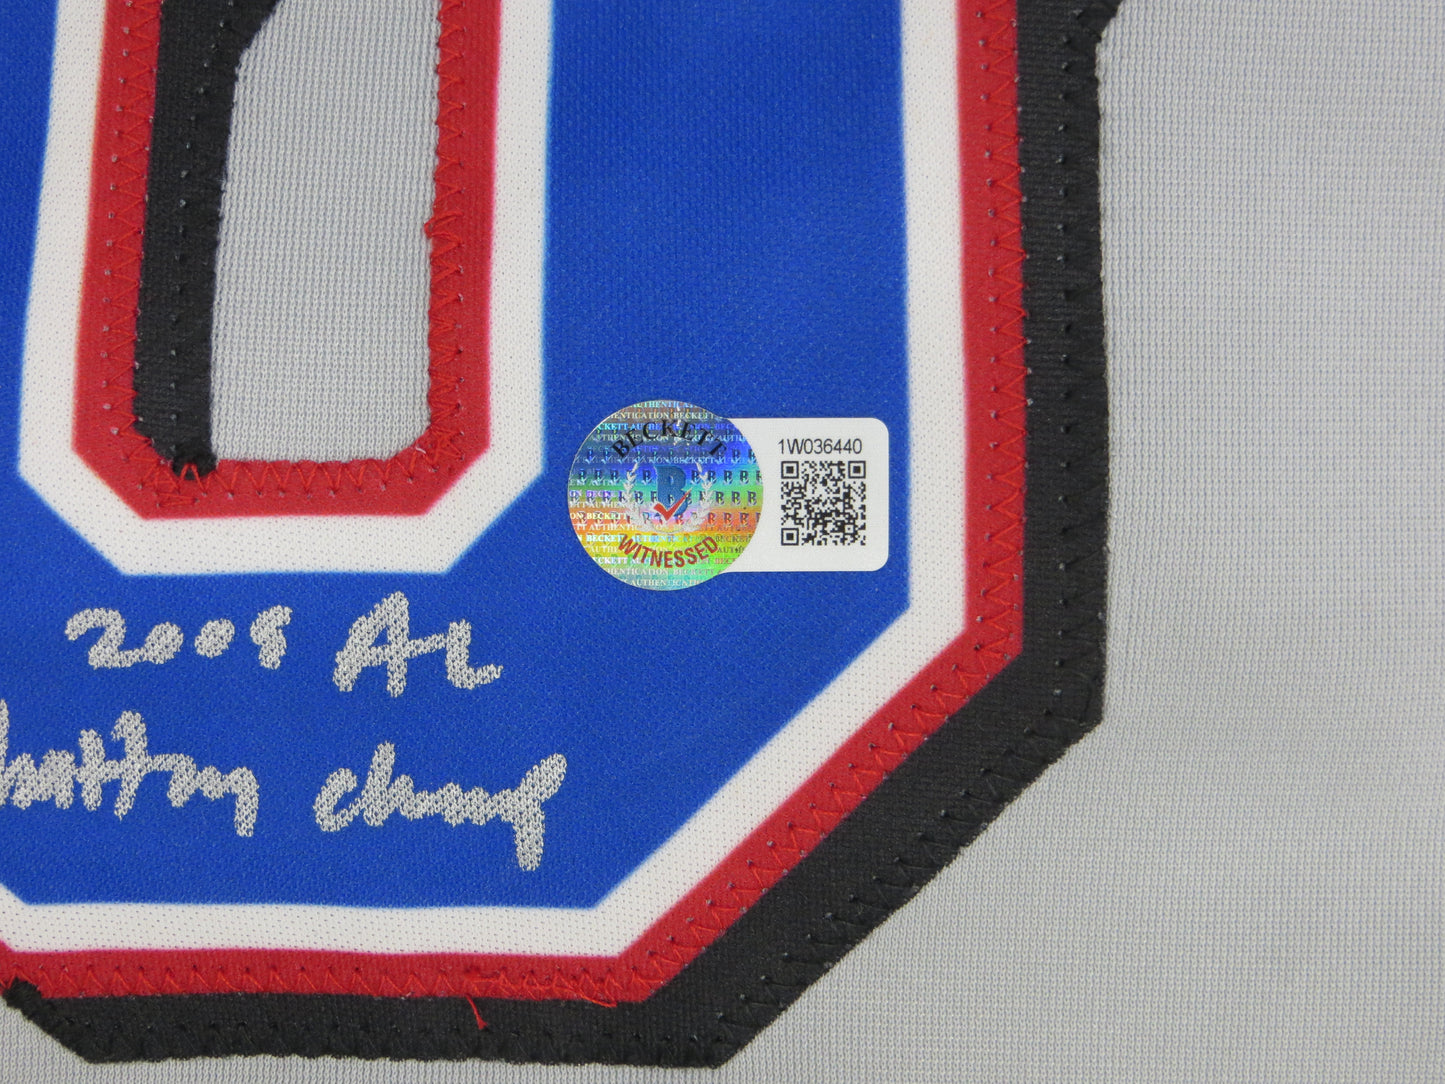 BECKETT
B
WITNESSED
1W036440
2008 AL
batting champ